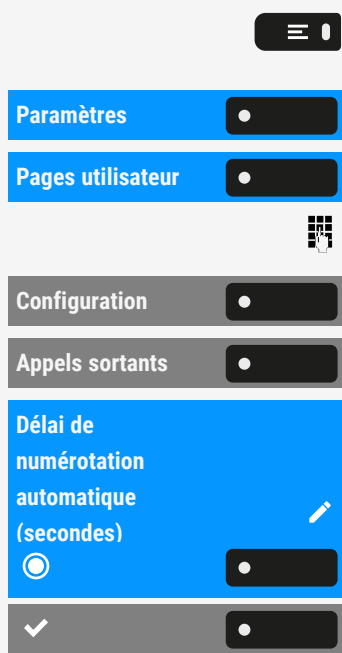 Paramètres
Pages utilisateur
Configuration
Appels sortants
Délai de
numérotation
automatique
(secondes)